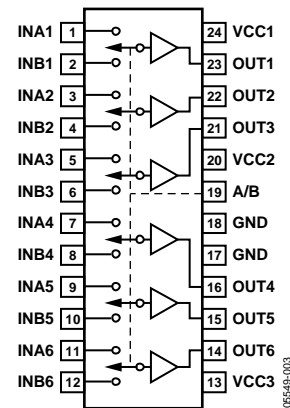 INA1 1 24 VCC1
INB1 2 23 OUT1
INA2 3 22 OUT2
INB2 4 21 OUT3
INA3 5 20 VCC2
INB3 6 19 A/B
INA4 7 18 GND
INB4 8 17 GND
INA5 9 16 OUT4
INB5 10 15 OUT5
INA6 11 14 OUT6
INB6 12 13 VCC3
05549-003